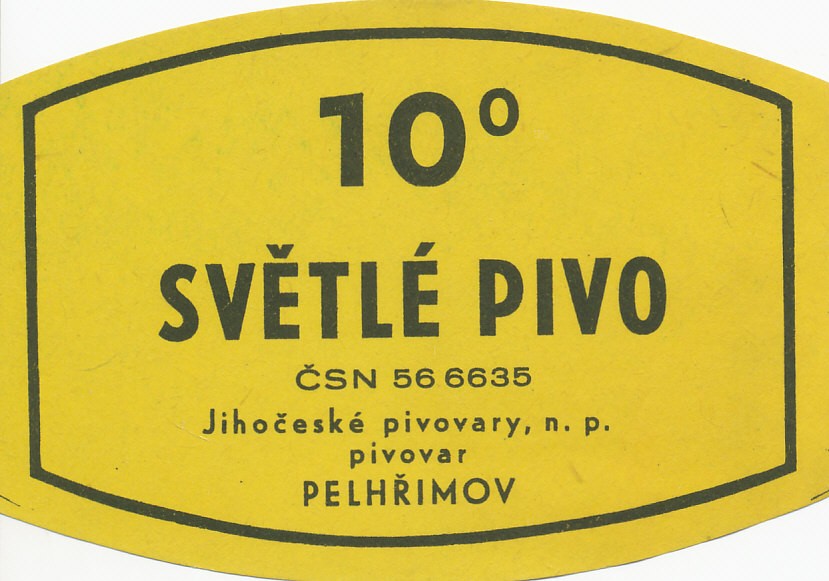 10°
SVĚTLÉ PIVO
ČSN 56 6635
Jihočeské pivovary, n. p.
pivovar
PELHŘIMOV